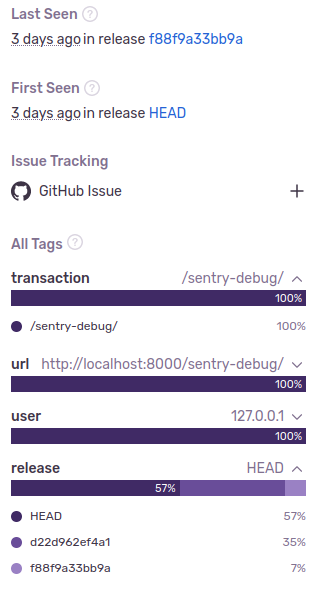 Last Seen ?
3 days ago in release f88f9a33bb9a
First Seen ?
3 days ago in release HEAD
Issue Tracking
GitHub Issue
All Tags ?
transaction /sentry-debug/
100%
/sentry-debug/ 100%
url http://localhost:8000/sentry-debug/
100%
user 127.0.0.1
100%
release HEAD
57%
HEAD 57%
d22d962ef4a1 35%
f88f9a33bb9a 7%